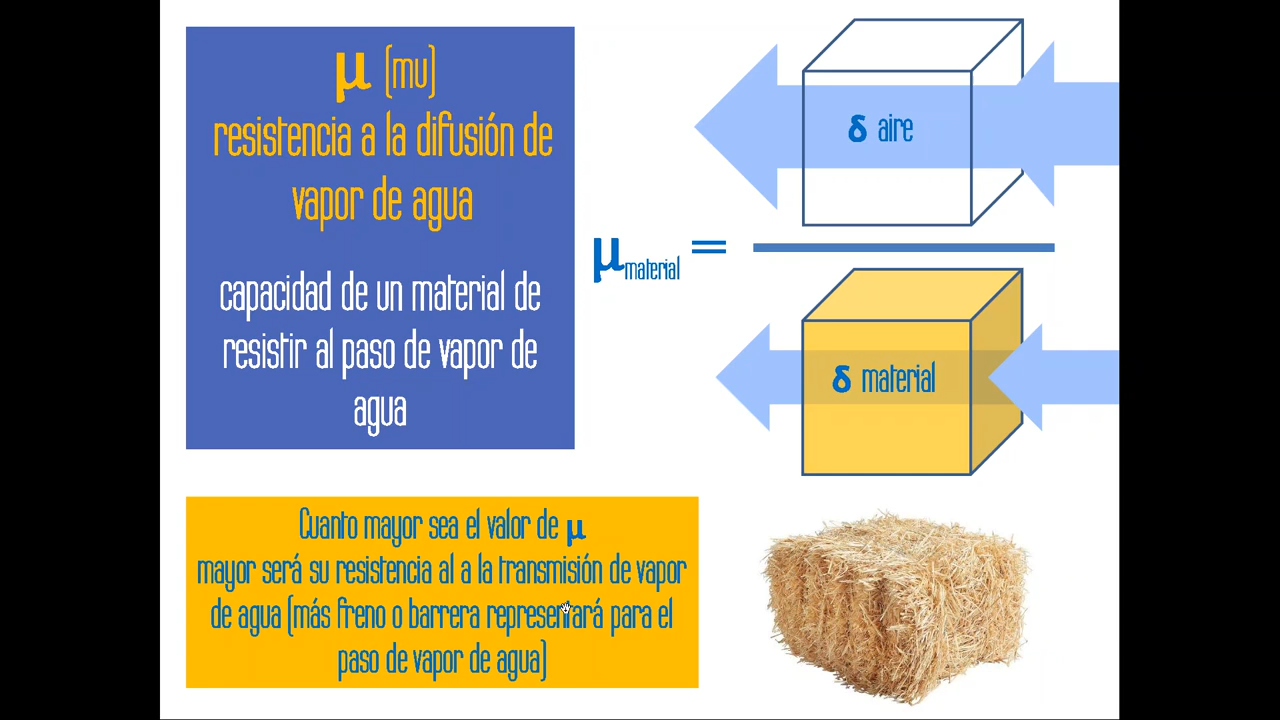 μ (mu)
resistencia a la difusión de
vapor de agua
capacidad de un material de
resistir al paso de vapor de
agua
μmaterial =
δ aire
δ material
Cuanto mayor sea el valor de μ
mayor será su resistencia al a la transmisión de vapor
de agua (más freno o barrera representará para el
paso de vapor de agua)